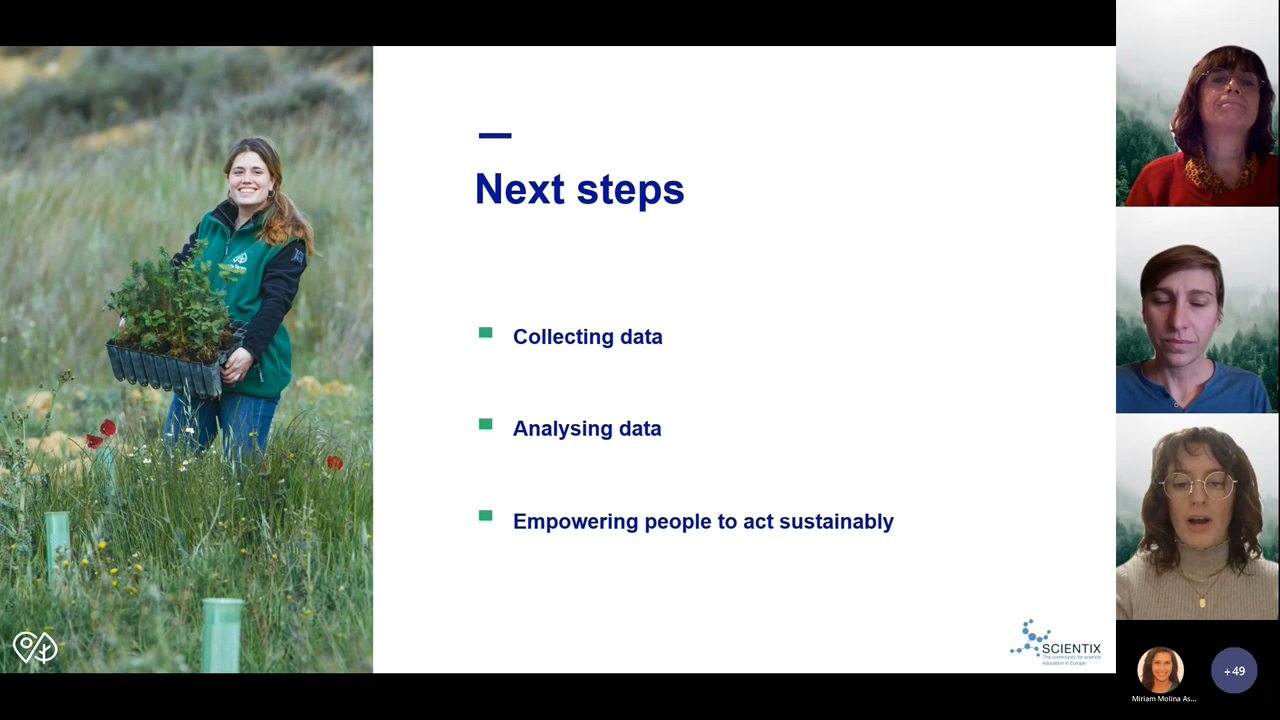 Next steps
Collecting data
Analysing data
Empowering people to act sustainably
SCIENTIX
The community for science
education in Europe
Miriam Molina As...
+49